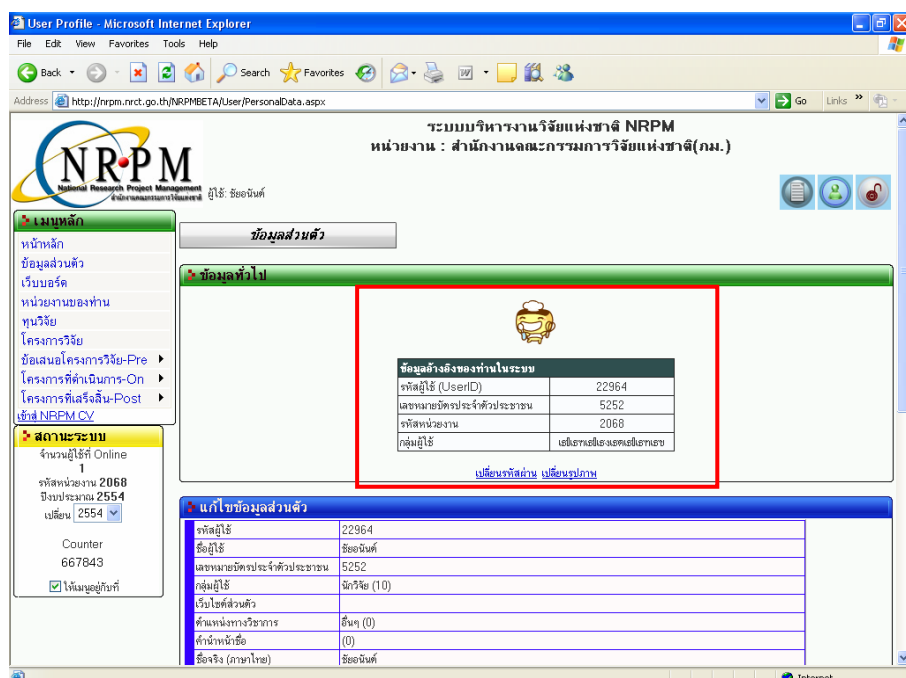 User Profile - Microsoft Internet Explorer
File Edit View Favorites Tools Help
Back Search Favorites
Address http://nrpm.nrct.go.th/NRPMBETA/User/PersonalData.aspx Go Links
ระบบบริหารงานวิจัยแห่งชาติ NRPM
หน่วยงาน : สำนักงานคณะกรรมการวิจัยแห่งชาติ(ภม.)
NRPM
National Research Project Management
ผู้ใช้: ชัยอนันต์
เมนูหลัก
หน้าหลัก
ข้อมูลส่วนตัว
เว็บบอร์ด
หน่วยงานของท่าน
ทุนวิจัย
โครงการวิจัย
ข้อเสนอโครงการวิจัย-Pre
โครงการที่ดำเนินการ-On
โครงการที่เสร็จสิ้น-Post
เข้าสู่ NRPM CV
สถานะระบบ
จำนวนผู้ใช้ที่ Online
1
รหัสหน่วยงาน 2068
ปีงบประมาณ 2554
เปลี่ยน 2554
Counter
667843
ให้เมนูอยู่กับที่
ข้อมูลส่วนตัว
ข้อมูลทั่วไป
ข้อมูลอ้างอิงของท่านในระบบ
รหัสผู้ใช้ (UserID) 22964
เลขหมายบัตรประจำตัวประชาชน 5252
รหัสหน่วยงาน 2068
กลุ่มผู้ใช้
เปลี่ยนรหัสผ่าน เปลี่ยนรูปภาพ
แก้ไขข้อมูลส่วนตัว
รหัสผู้ใช้ 22964
ชื่อผู้ใช้ ชัยอนันต์
เลขหมายบัตรประจำตัวประชาชน 5252
กลุ่มผู้ใช้ นักวิจัย (10)
เว็บไซต์ส่วนตัว
ตำแหน่งทางวิชาการ อื่นๆ (0)
คำนำหน้าชื่อ (0)
ชื่อจริง (ภาษาไทย) ชัยอนันต์